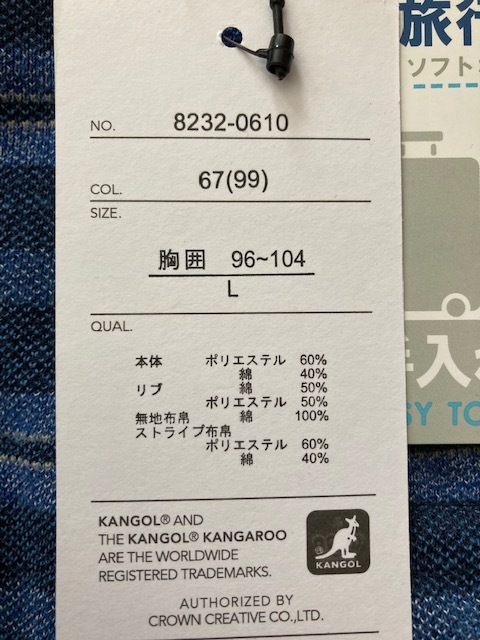 NO. 8232-0610
COL. 67(99)
SIZE.
胸囲 96~104
L
QUAL.
本体 ポリエステル 60%
綿 40%
リブ 綿 50%
ポリエステル 50%
無地布帛 綿 100%
ストライプ布帛
ポリエステル 60%
綿 40%
KANGOL® AND
THE KANGOL® KANGAROO
ARE THE WORLDWIDE
REGISTERED TRADEMARKS.
KANGOL
AUTHORIZED BY
CROWN CREATIVE CO.,LTD.
旅行
ソフト
手入
SY TO